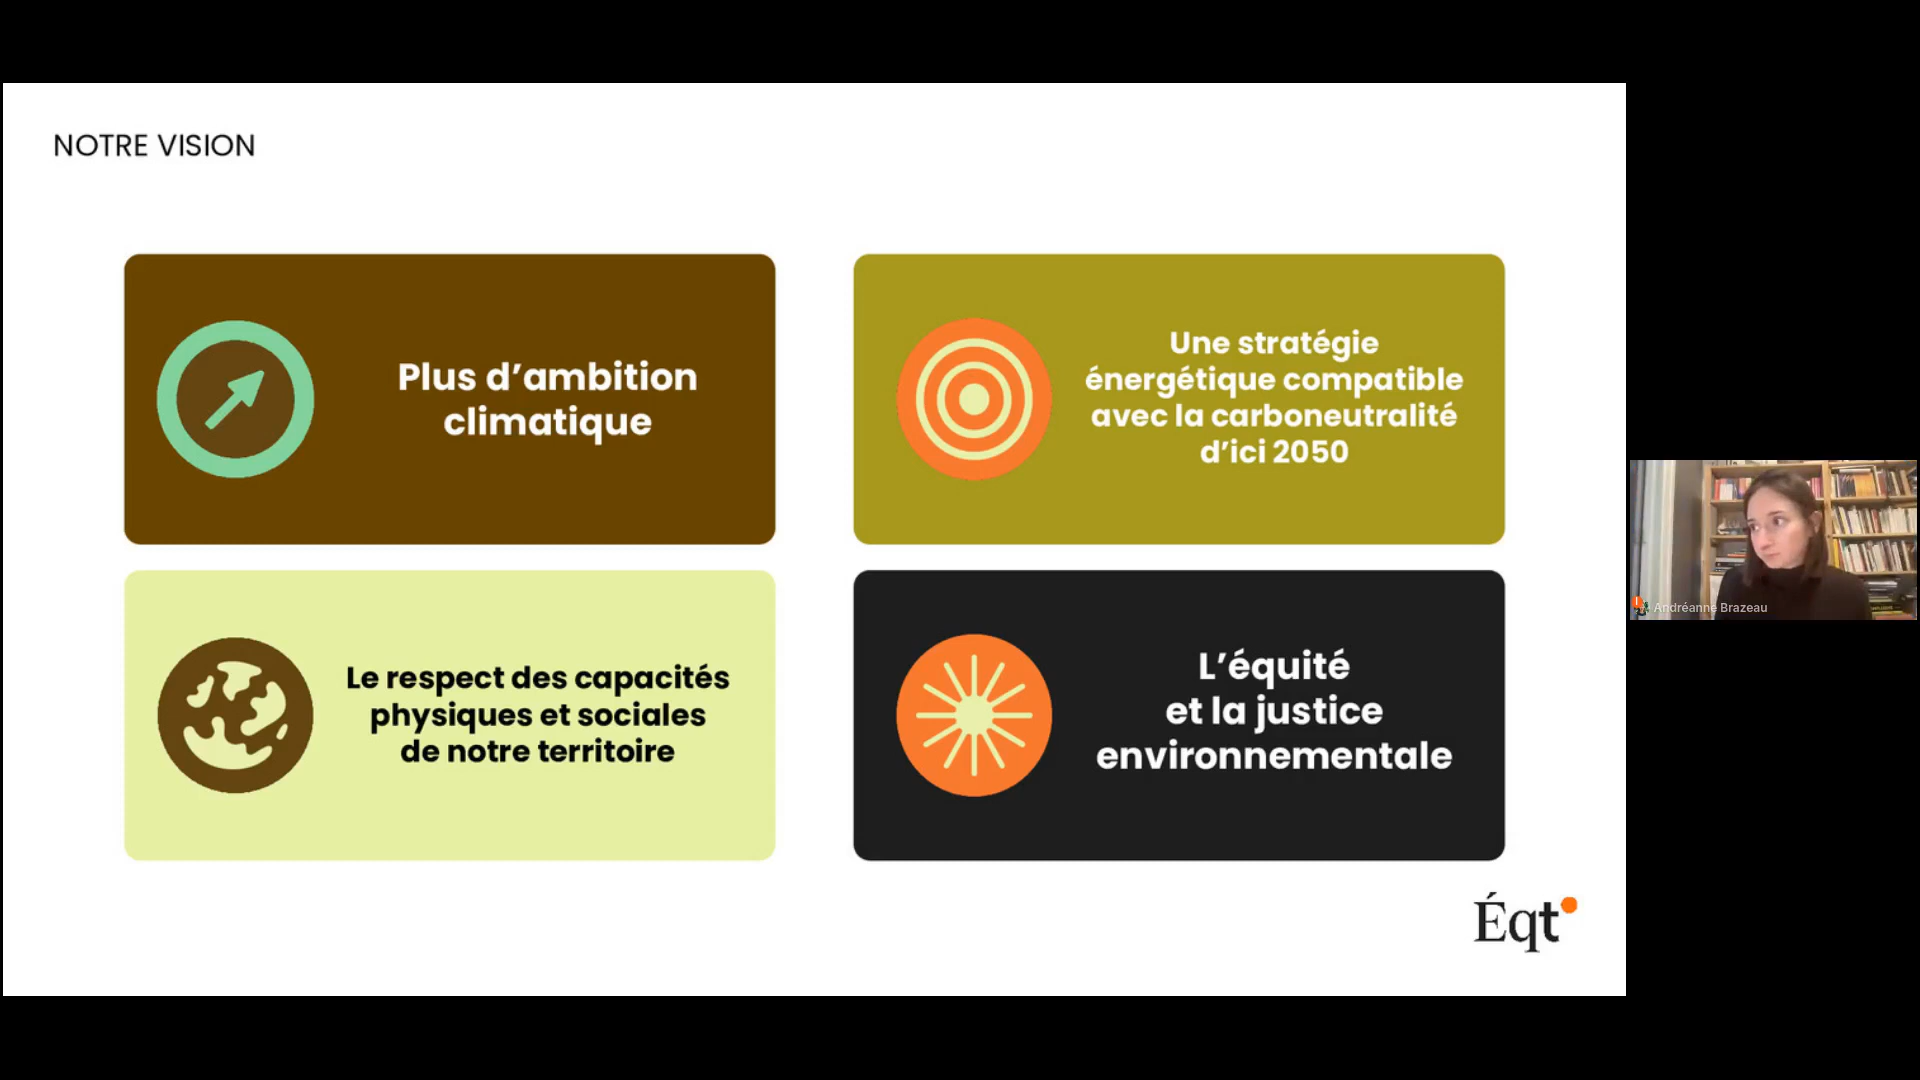 NOTRE VISION
Plus d’ambition
climatique
Une stratégie
énergétique compatible
avec la carboneutralité
d’ici 2050
Le respect des capacités
physiques et sociales
de notre territoire
L’équité
et la justice
environnementale
Éqt
Andréanne Brazeau